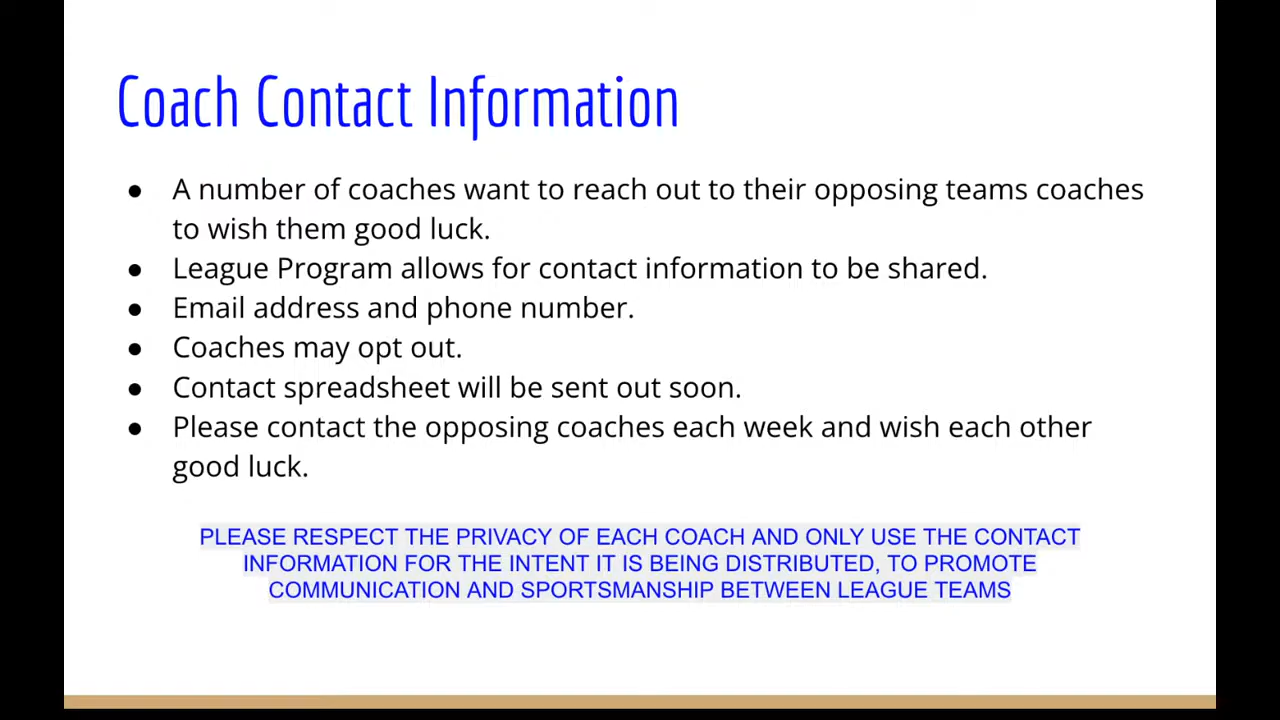 Coach Contact Information
● A number of coaches want to reach out to their opposing teams coaches
to wish them good luck.
● League Program allows for contact information to be shared.
● Email address and phone number.
● Coaches may opt out.
● Contact spreadsheet will be sent out soon.
● Please contact the opposing coaches each week and wish each other
good luck.
PLEASE RESPECT THE PRIVACY OF EACH COACH AND ONLY USE THE CONTACT
INFORMATION FOR THE INTENT IT IS BEING DISTRIBUTED, TO PROMOTE
COMMUNICATION AND SPORTSMANSHIP BETWEEN LEAGUE TEAMS